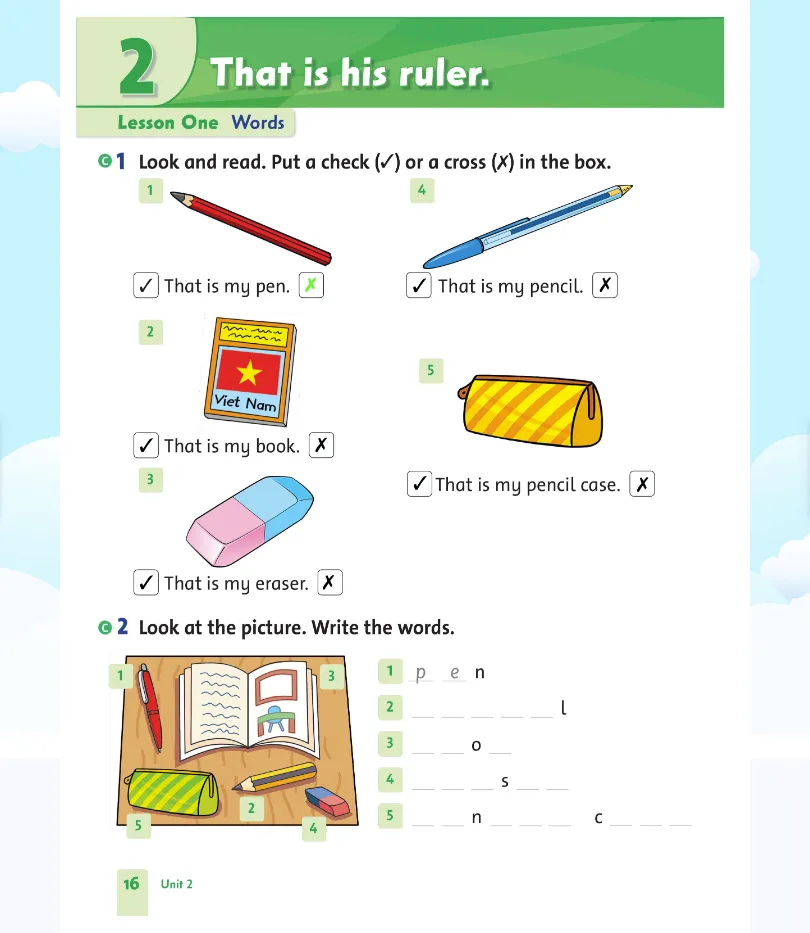 2 That is his ruler.
Lesson One Words
C 1 Look and read. Put a check (✓) or a cross (✗) in the box.
1
✓ That is my pen. ✗
4
✓ That is my pencil. ✗
2
Viet Nam
✓ That is my book. ✗
5
✓ That is my pencil case. ✗
3
✓ That is my eraser. ✗
C 2 Look at the picture. Write the words.
1
3
2
5
4
1 p e n
2 _ _ _ _ _ l
3 _ _ o _
4 _ _ _ s _ _
5 _ _ n _ _ _ c _ _ _
16 Unit 2